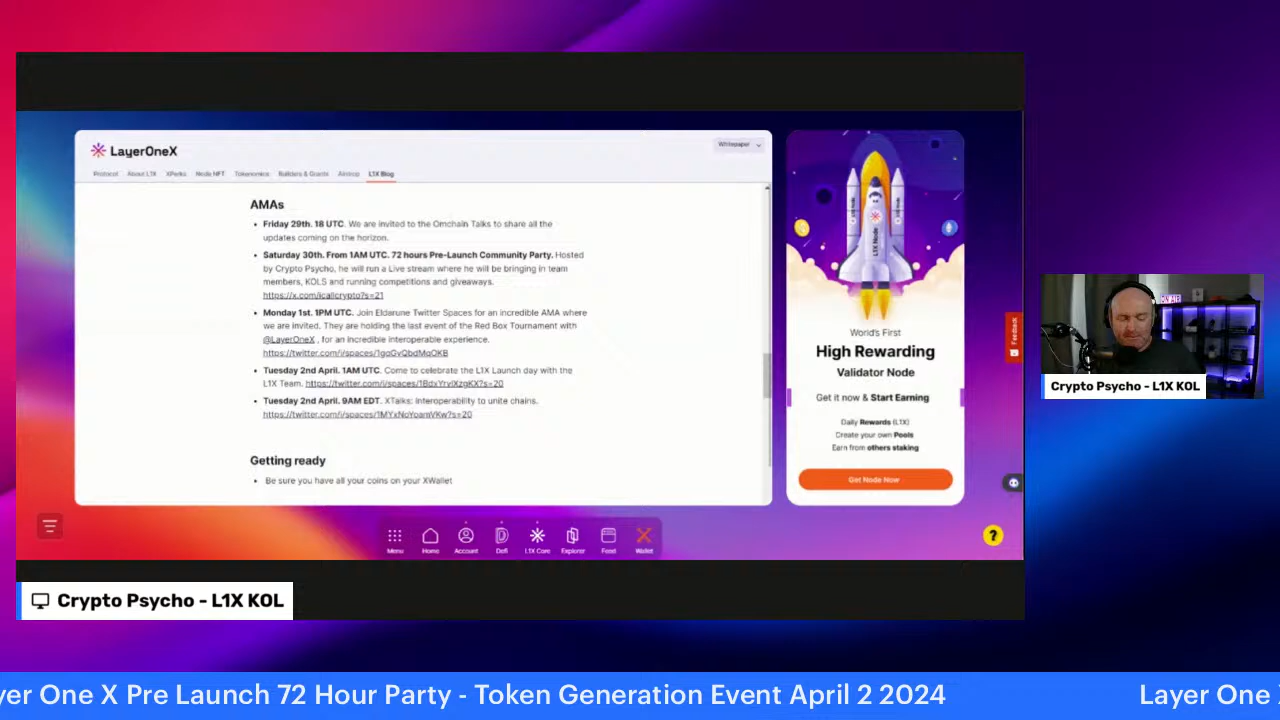 LayerOneX
Whitepaper
Protocol About L1X XPerks Node NFT Tokenomics Builders & Grants Airdrop L1X Blog
AMAs
• Friday 29th. 18 UTC. We are invited to the Omchain Talks to share all the
updates coming on the horizon.
• Saturday 30th. From 1AM UTC. 72 hours Pre-Launch Community Party. Hosted
by Crypto Psycho, he will run a Live stream where he will be bringing in team
members, KOLS and running competitions and giveaways.
https://x.com/icallcrypto?s=21
• Monday 1st. 1PM UTC. Join Eldarune Twitter Spaces for an incredible AMA where
we are invited. They are holding the last event of the Red Box Tournament with
@LayerOneX , for an incredible interoperable experience.
• Tuesday 2nd April. 1AM UTC. Come to celebrate the L1X Launch day with the
L1X Team.
• Tuesday 2nd April. 9AM EDT. XTalks: Interoperability to unite chains.
Getting ready
• Be sure you have all your coins on your XWallet
L1X Node
World's First
High Rewarding
Validator Node
Get it now & Start Earning
Daily Rewards (L1X)
Create your own Pools
Earn from others staking
Get Node Now
Feedback
Menu Home Account Defi L1X Core Explorer Feed Wallet
?
ON AIR
Crypto Psycho - L1X KOL
Crypto Psycho - L1X KOL
yer One X Pre Launch 72 Hour Party - Token Generation Event April 2 2024 Layer One